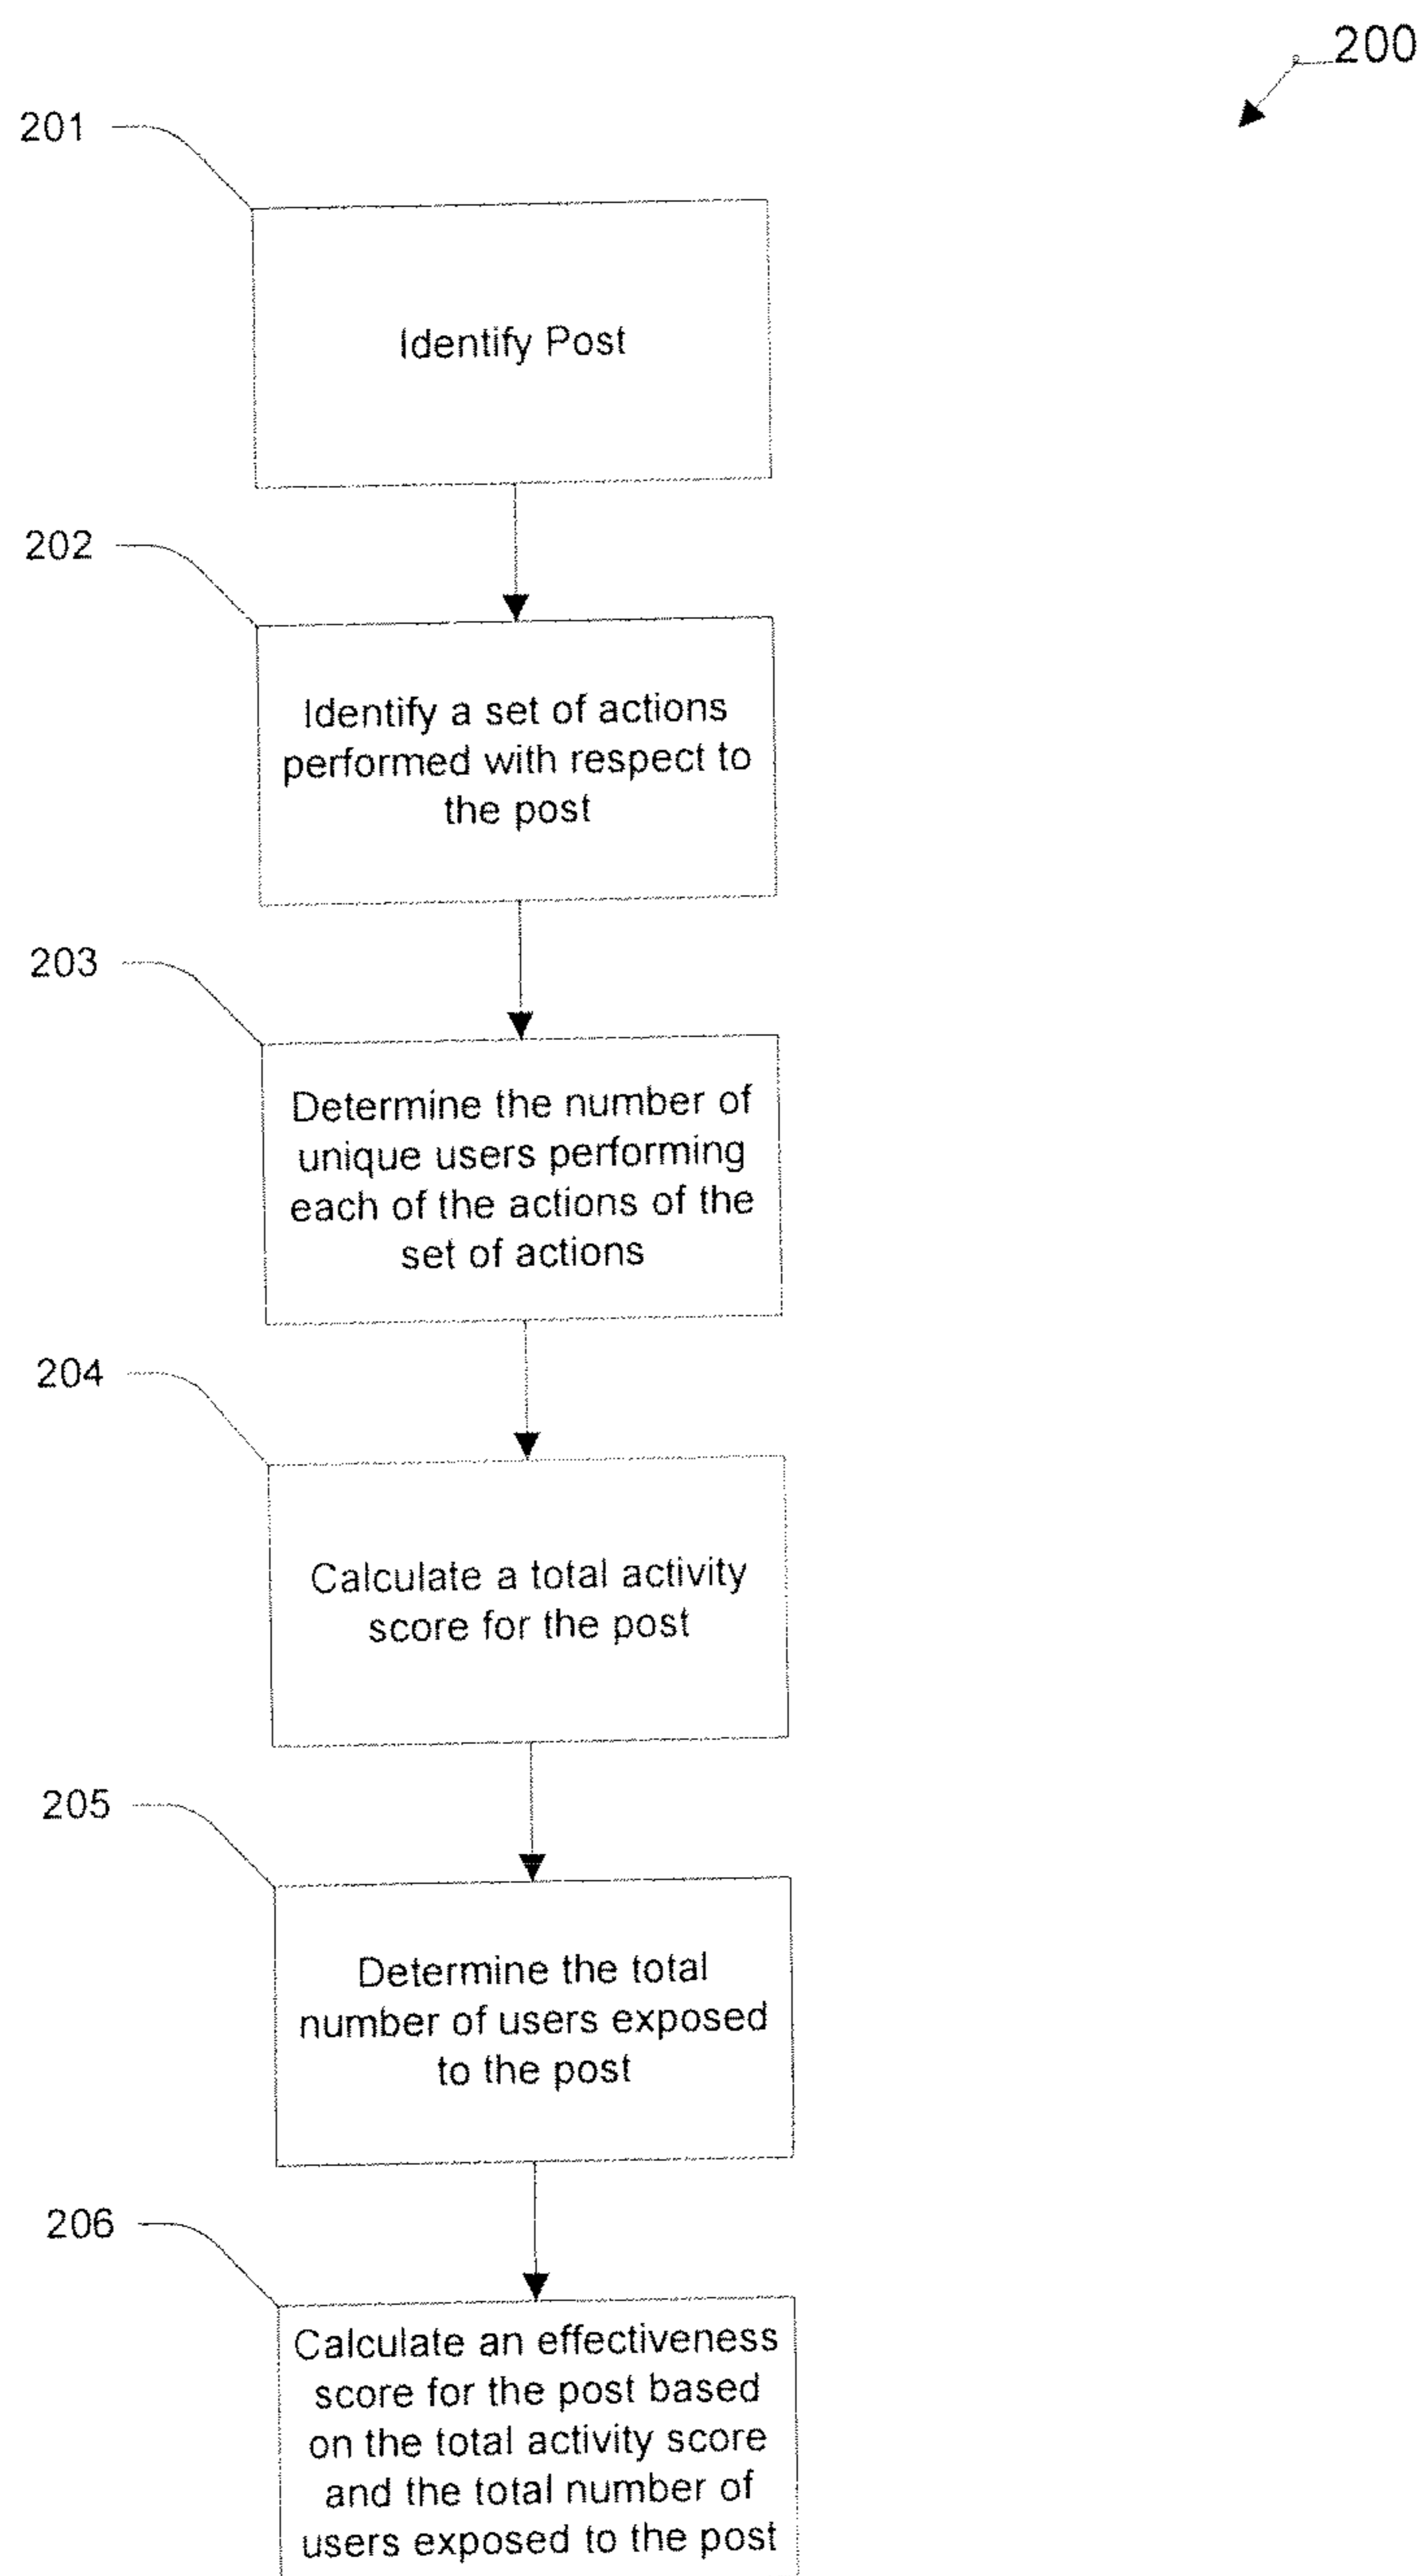 200
201
Identify Post
202
Identify a set of actions
performed with respect to
the post
203
Determine the number of
unique users performing
each of the actions of the
set of actions
204
Calculate a total activity
score for the post
205
Determine the total
number of users exposed
to the post
206
Calculate an effectiveness
score for the post based
on the total activity score
and the total number of
users exposed to the post